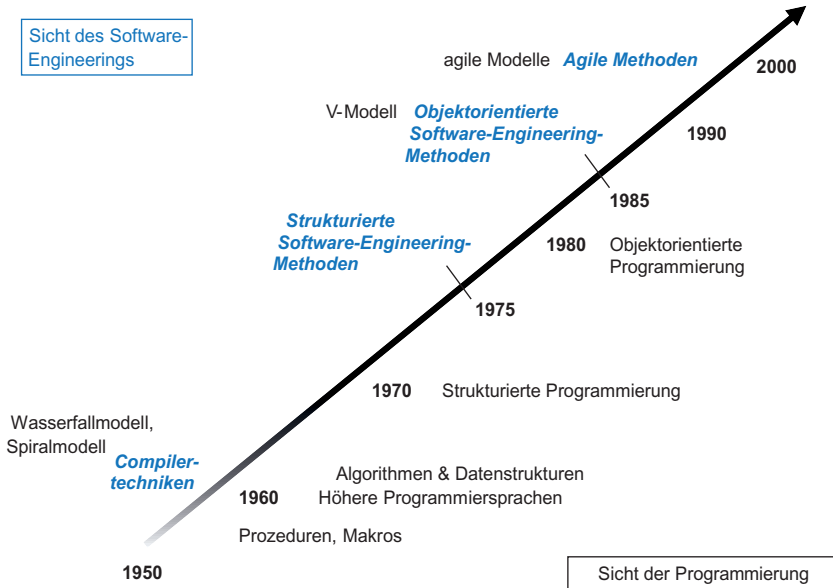 Sicht des Software-
Engineerings
agile Modelle Agile Methoden
2000
V-Modell Objektorientierte
Software-Engineering-
Methoden
1990
1985
Strukturierte
Software-Engineering-
Methoden
1980 Objektorientierte
Programmierung
1975
1970 Strukturierte Programmierung
Wasserfallmodell,
Spiralmodell
Compiler-
techniken
Algorithmen & Datenstrukturen
1960 Höhere Programmiersprachen
Prozeduren, Makros
1950
Sicht der Programmierung